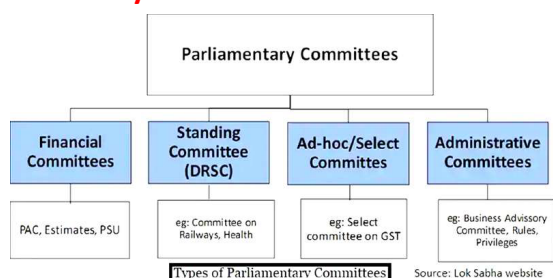 Parliamentary Committees
Financial
Committees
Standing
Committee
(DRSC)
Ad-hoc/Select
Committes
Administrative
Committees
PAC, Estimates, PSU
eg: Committee on
Railways, Health
eg: Select
committee on GST
eg: Business Advisory
Committee, Rules,
Privileges
Types of Parliamentary Committees
Source: Lok Sabha website